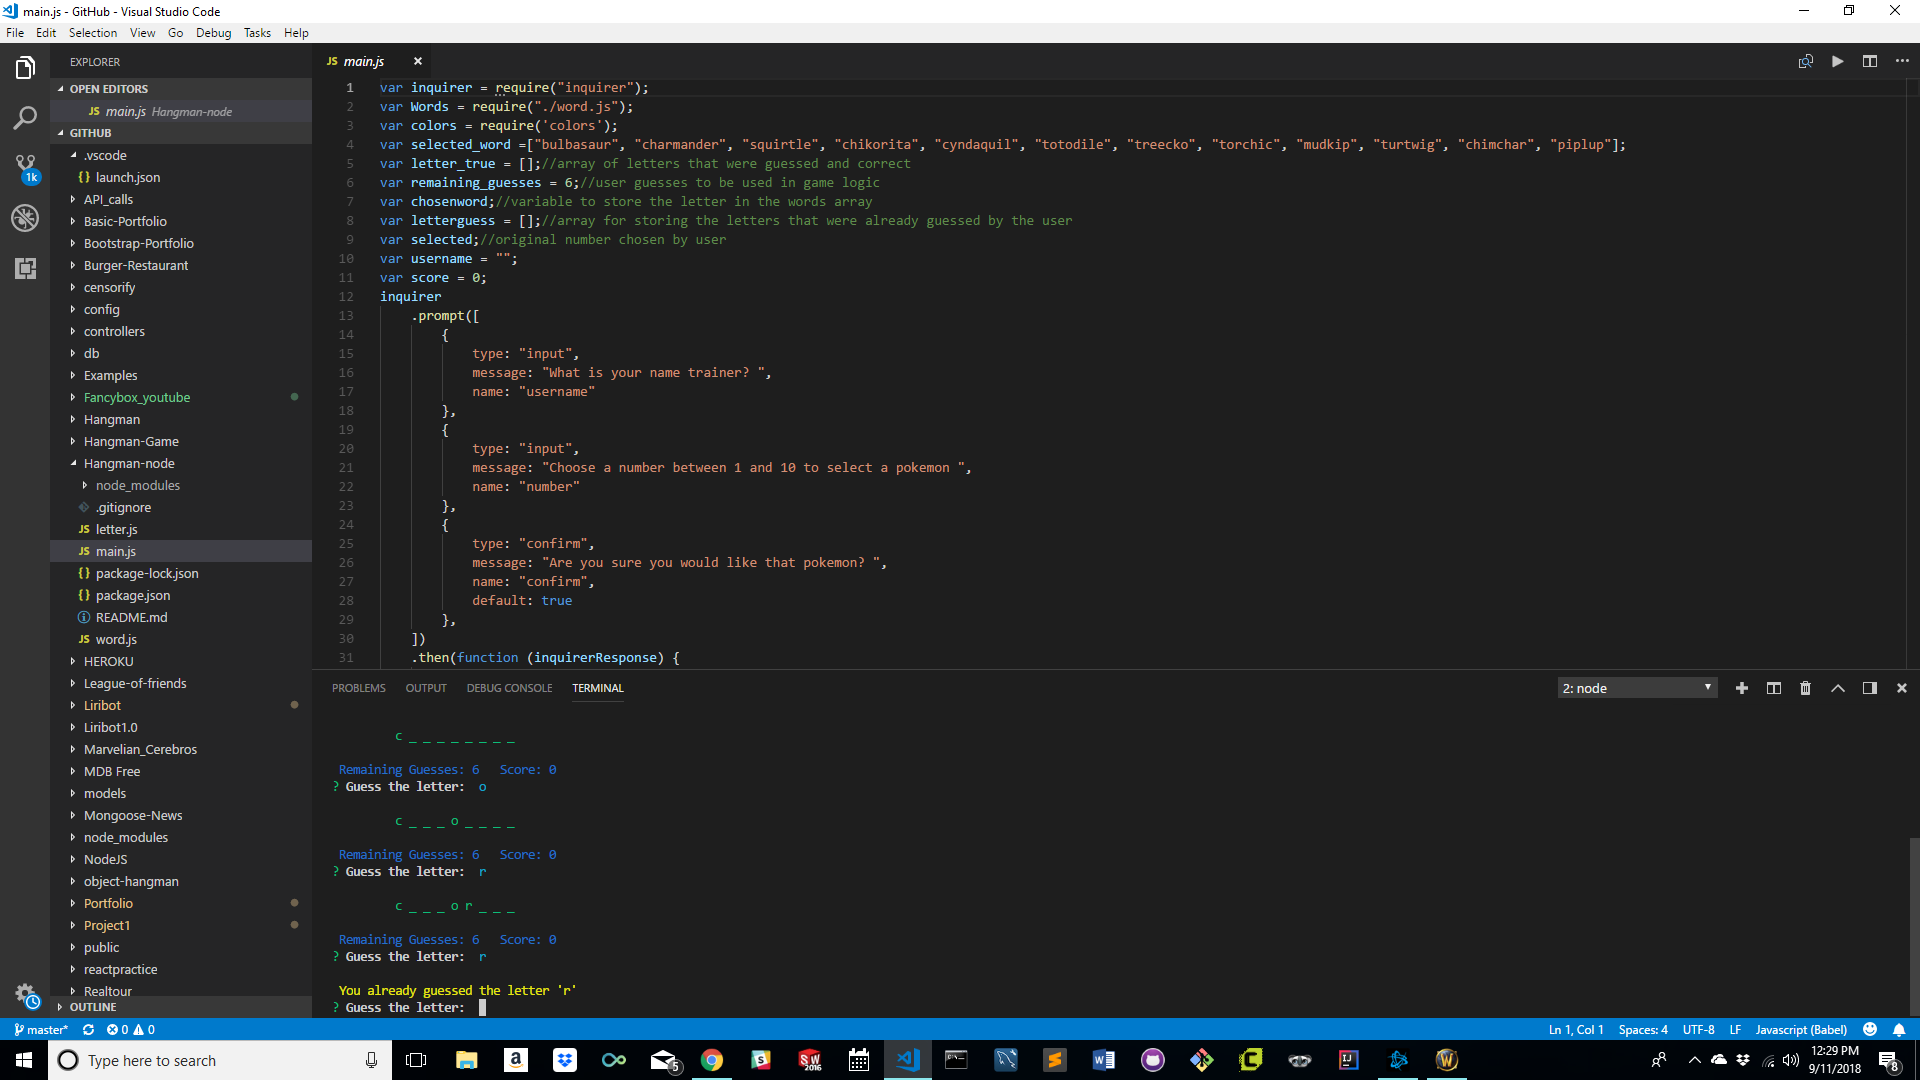 main.js - GitHub - Visual Studio Code
File Edit Selection View Go Debug Tasks Help
EXPLORER
OPEN EDITORS
JS main.js Hangman-node
GITHUB
.vscode
{} launch.json
API_calls
Basic-Portfolio
Bootstrap-Portfolio
Burger-Restaurant
censorify
config
controllers
db
Examples
Fancybox_youtube
Hangman
Hangman-Game
Hangman-node
node_modules
.gitignore
JS letter.js
JS main.js
{} package-lock.json
{} package.json
README.md
JS word.js
HEROKU
League-of-friends
Liribot
Liribot1.0
Marvelian_Cerebros
MDB Free
models
Mongoose-News
node_modules
NodeJS
object-hangman
Portfolio
Project1
public
reactpractice
Realtour
OUTLINE
1k
JS main.js
1 var inquirer = require("inquirer");
2 var Words = require("./word.js");
3 var colors = require('colors');
4 var selected_word =["bulbasaur", "charmander", "squirtle", "chikorita", "cyndaquil", "totodile", "treecko", "torchic", "mudkip", "turtwig", "chimchar", "piplup"];
5 var letter_true = [];//array of letters that were guessed and correct
6 var remaining_guesses = 6;//user guesses to be used in game logic
7 var chosenword;//variable to store the letter in the words array
8 var letterguess = [];//array for storing the letters that were already guessed by the user
9 var selected;//original number chosen by user
10 var username = "";
11 var score = 0;
12 inquirer
13 .prompt([
14 {
15 type: "input",
16 message: "What is your name trainer? ",
17 name: "username"
18 },
19 {
20 type: "input",
21 message: "Choose a number between 1 and 10 to select a pokemon ",
22 name: "number"
23 },
24 {
25 type: "confirm",
26 message: "Are you sure you would like that pokemon? ",
27 name: "confirm",
28 default: true
29 },
30 ])
31 .then(function (inquirerResponse) {
PROBLEMS OUTPUT DEBUG CONSOLE TERMINAL
2: node
c _ _ _ _ _ _ _ _
Remaining Guesses: 6 Score: 0
? Guess the letter: o
c _ _ _ o _ _ _ _
Remaining Guesses: 6 Score: 0
? Guess the letter: r
c _ _ _ o r _ _ _
Remaining Guesses: 6 Score: 0
? Guess the letter: r
You already guessed the letter 'r'
? Guess the letter:
master* 0 0
Ln 1, Col 1 Spaces: 4 UTF-8 LF Javascript (Babel)
Type here to search
5
SW 2016
IJ
12:29 PM
9/11/2018
8